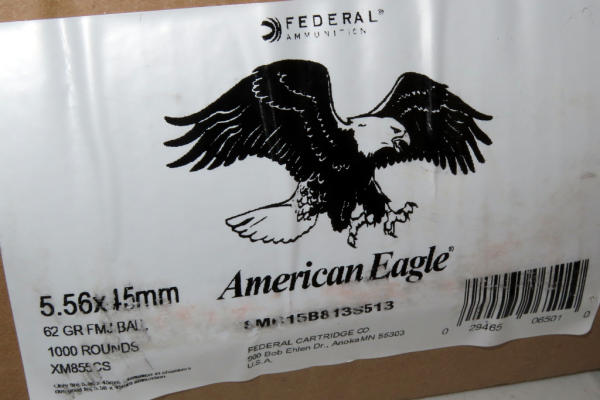 FEDERAL®
AMMUNITION
American Eagle®
5.56x45mm
62 GR FMJ BALL
1000 ROUNDS
XM855CS
FEDERAL CARTRIDGE CO
900 Bob Ehlen Dr., Anoka MN 55303
U.S.A.
0 29465 06501 0